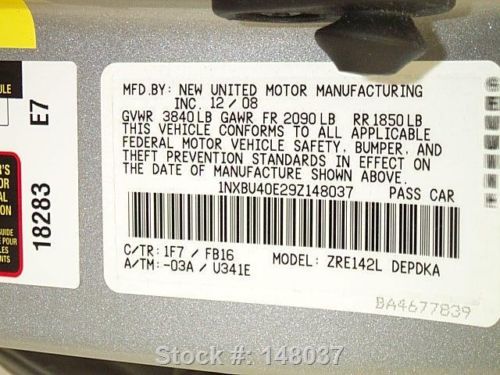 MFD.BY: NEW UNITED MOTOR MANUFACTURING
INC. 12/08
GVWR 3840LB GAWR FR 2090LB RR1850LB
THIS VEHICLE CONFORMS TO ALL APPLICABLE
FEDERAL MOTOR VEHICLE SAFETY, BUMPER, AND
THEFT PREVENTION STANDARDS IN EFFECT ON
THE DATE OF MANUFACTURE SHOWN ABOVE.
1NXBU40E29Z148037 PASS CAR
C/TR: 1F7 / FB16
A/TM: -03A / U341E
MODEL: ZRE142L DEPDKA
BA4677839
E7
18283
Stock #: 148037